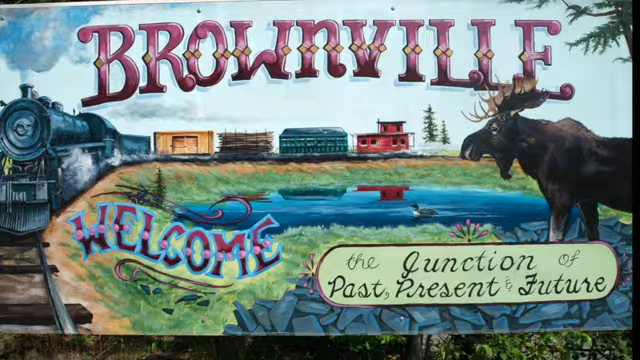 BROWNVILLE
WELCOME
the Junction of
Past, Present & Future